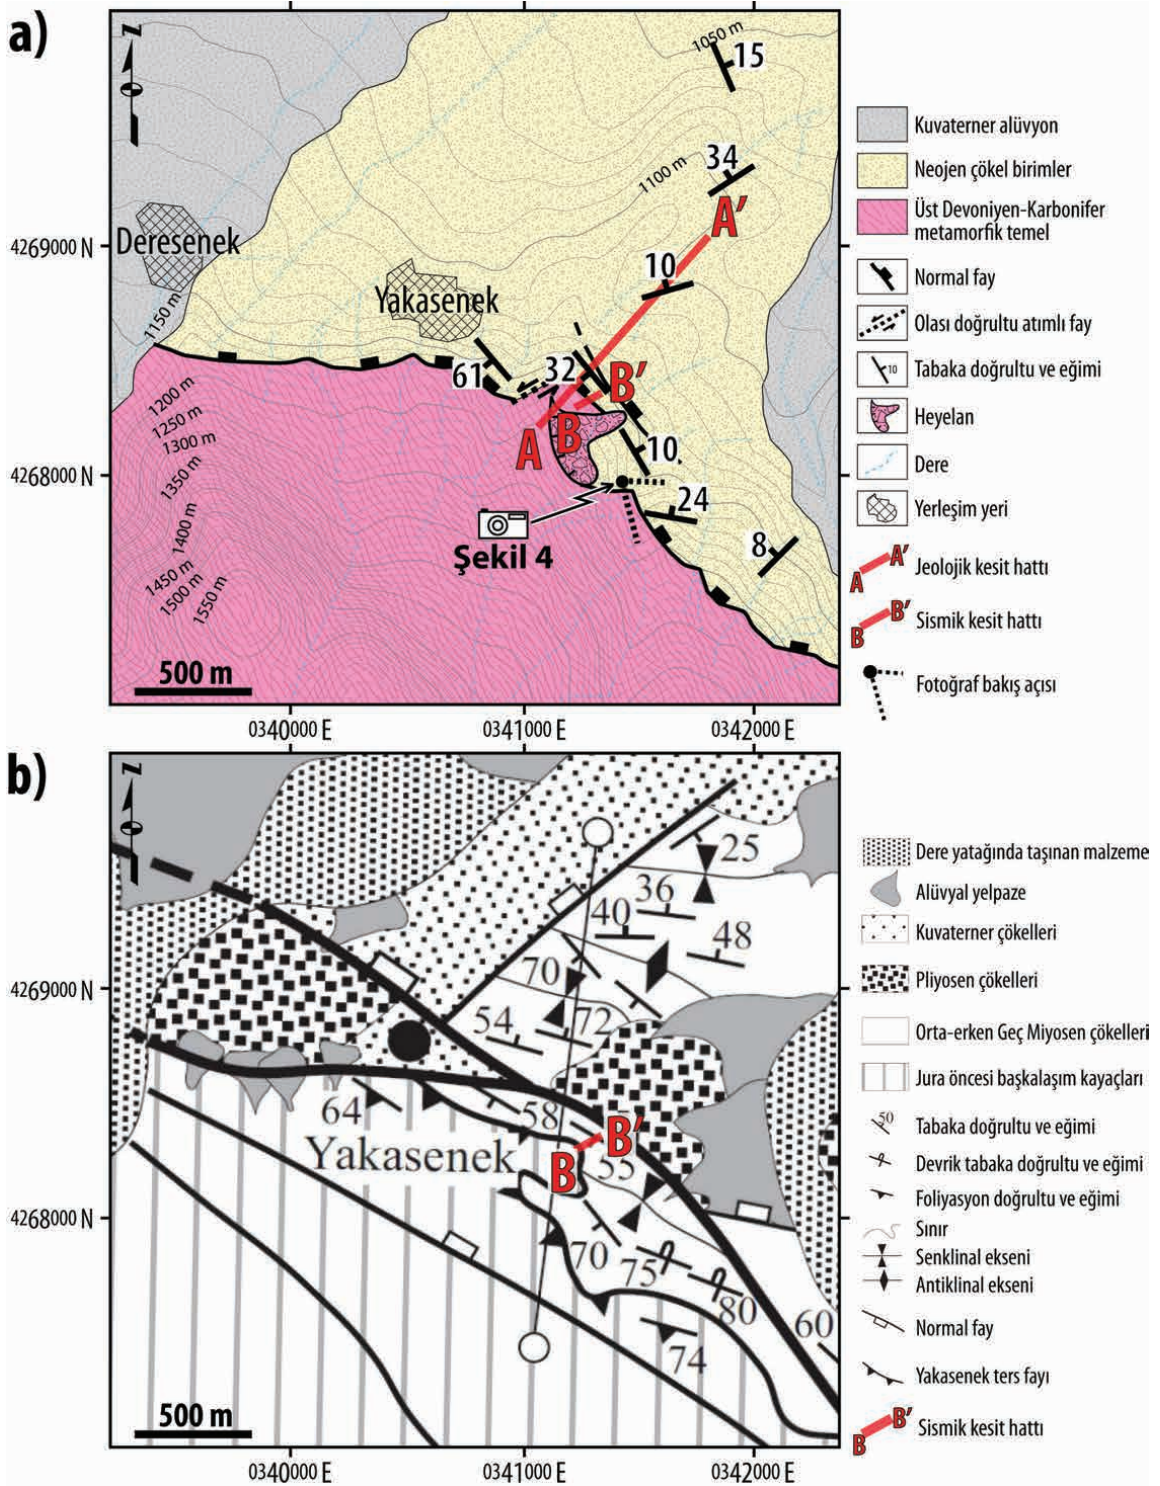 a)
N
1050 m
15
34
1100 m
A'
10
Deresenek
4269000 N
Yakasenek
1150 m
61
32
B'
A
B
10
1200 m
1250 m
1300 m
1350 m
1400 m
1450 m
1500 m
1550 m
4268000 N
24
8
Şekil 4
500 m
0340000 E
0341000 E
0342000 E
Kuvaterner alüvyon
Neojen çökel birimler
Üst Devoniyen-Karbonifer
metamorfik temel
Normal fay
Olası doğrultu atımlı fay
10
Tabaka doğrultu ve eğimi
Heyelan
Dere
Yerleşim yeri
A
A'
Jeolojik kesit hattı
B
B'
Sismik kesit hattı
Fotoğraf bakış açısı
b)
N
25
36
40
48
70
4269000 N
54
72
64
58
Yakasenek
B
B'
55
4268000 N
70
75
80
60
74
500 m
0340000 E
0341000 E
0342000 E
Dere yatağında taşınan malzeme
Alüvyal yelpaze
Kuvaterner çökelleri
Pliyosen çökelleri
Orta-erken Geç Miyosen çökelleri
Jura öncesi başkalaşım kayaçları
50
Tabaka doğrultu ve eğimi
Devrik tabaka doğrultu ve eğimi
Foliyasyon doğrultu ve eğimi
Sınır
Senklinal ekseni
Antiklinal ekseni
Normal fay
Yakasenek ters fayı
B
B'
Sismik kesit hattı